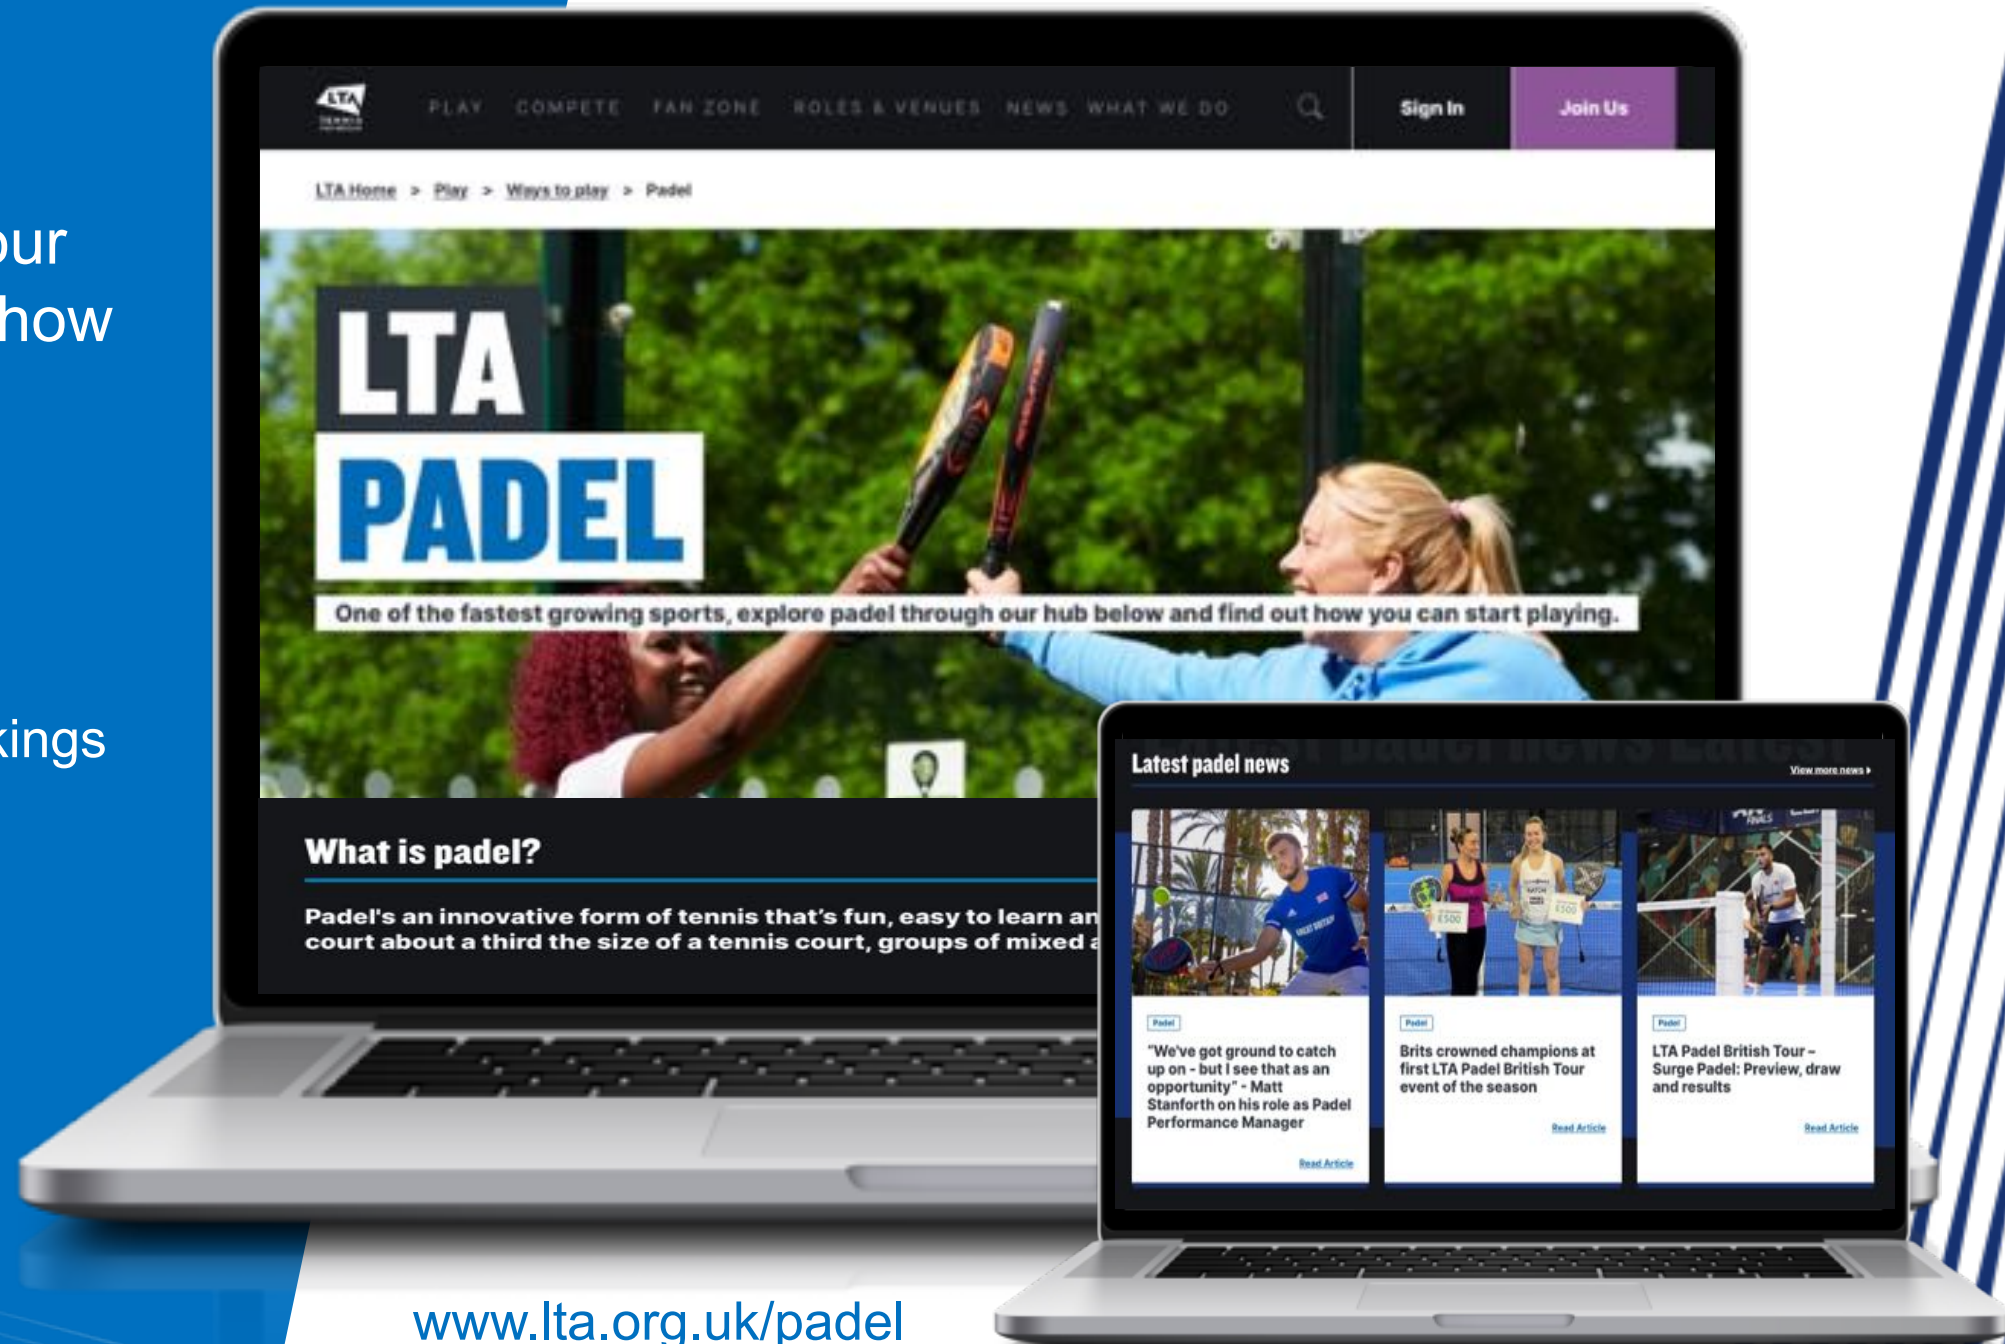 our
how
kings
LTA
TENNIS
PLAY COMPETE FAN ZONE ROLES & VENUES NEWS WHAT WE DO
Sign In
Join Us
LTA Home > Play > Ways to play > Padel
LTA
PADEL
One of the fastest growing sports, explore padel through our hub below and find out how you can start playing.
What is padel?
Padel's an innovative form of tennis that's fun, easy to learn an
court about a third the size of a tennis court, groups of mixed a
Latest padel news
View more news
FINALS
GREAT BRITAIN
£500
£500
Padel
"We've got ground to catch
up on - but I see that as an
opportunity" - Matt
Stanforth on his role as Padel
Performance Manager
Read Article
Padel
Brits crowned champions at
first LTA Padel British Tour
event of the season
Read Article
Padel
LTA Padel British Tour –
Surge Padel: Preview, draw
and results
Read Article
www.lta.org.uk/padel